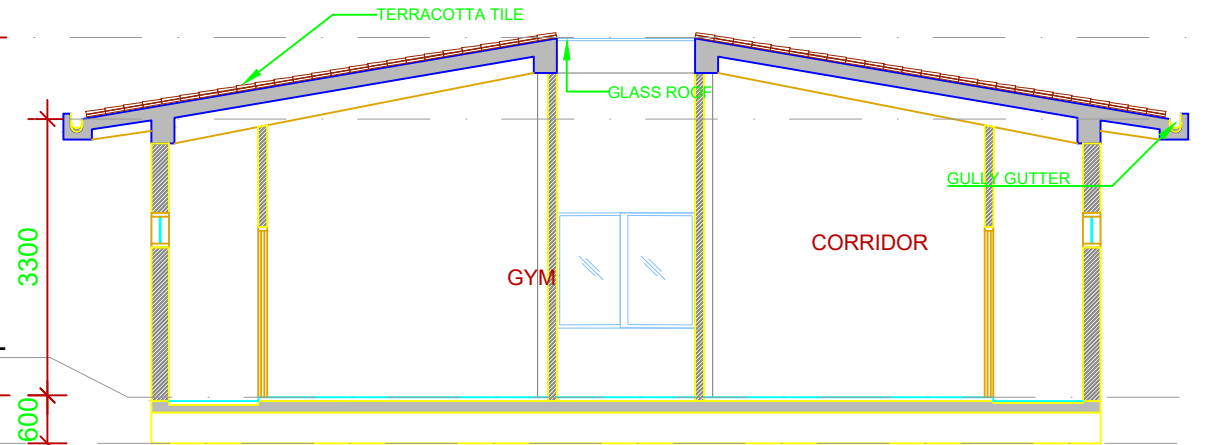 TERRACOTTA TILE
GLASS ROOF
GULLY GUTTER
CORRIDOR
GYM
3300
600